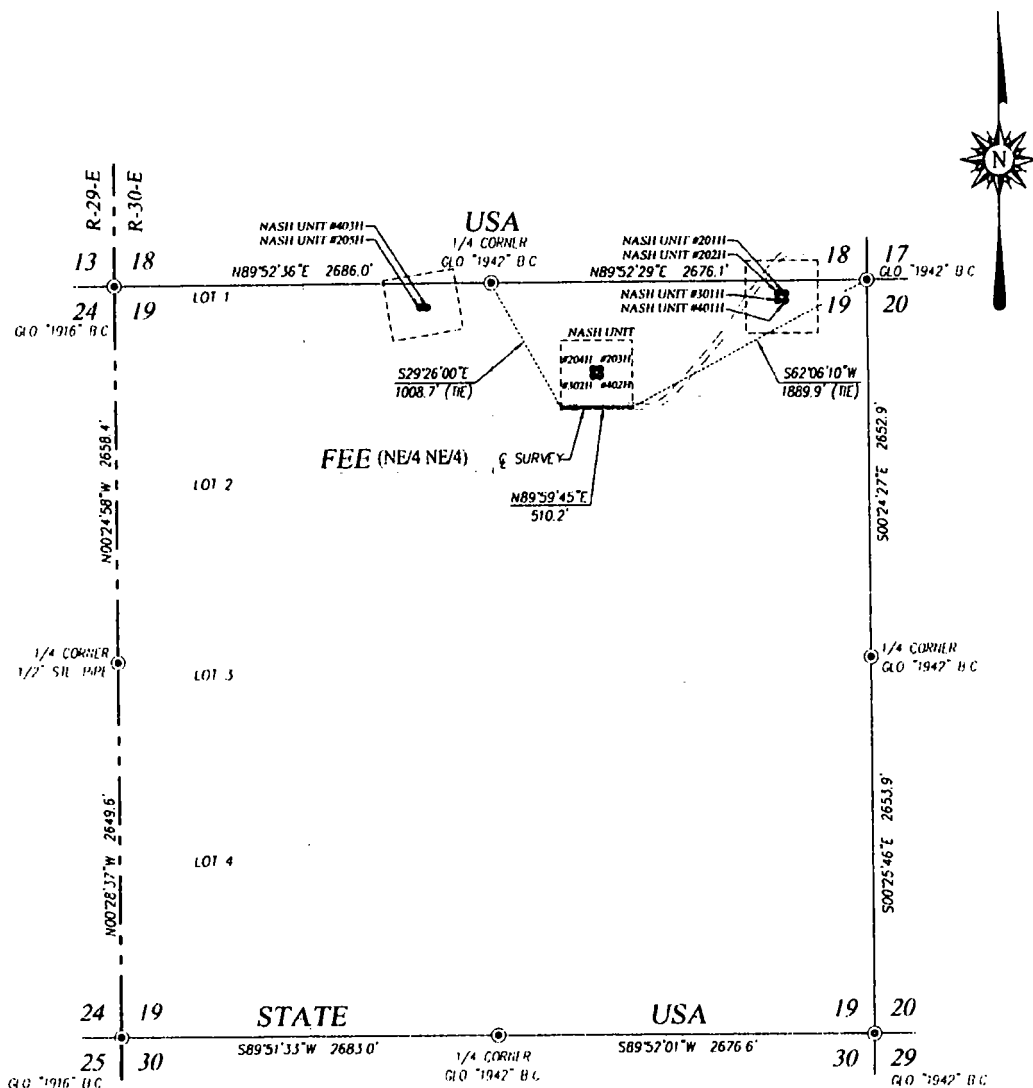 N
R-29-E
R-30-E
13
18
24
19
GLO "1916" B.C
NASH UNIT #403H
NASH UNIT #205H
USA
1/4 CORNER
GLO "1942" B.C
N89°52'36"E 2686.0'
LOT 1
NASH UNIT #201H
NASH UNIT #202H
N89°52'29"E 2676.1'
NASH UNIT #301H
NASH UNIT #401H
18
17
19
20
GLO "1942" B.C
NASH UNIT
#204H #203H
#302H #402H
S29°26'00"E
1008.7' (TIE)
S62°06'10"W
1889.9' (TIE)
FEE (NE/4 NE/4)
℄ SURVEY
N89°59'45"E
510.2'
LOT 2
N00°24'58"W 2658.4'
S00°24'27"E 2652.9'
1/4 CORNER
1/2" STL PIPE
LOT 3
1/4 CORNER
GLO "1942" B.C
N00°28'37"W 2649.6'
S00°25'46"E 2653.9'
LOT 4
24
19
25
30
GLO "1916" B.C
STATE
S89°51'33"W 2683.0'
1/4 CORNER
GLO "1942" B.C
USA
S89°52'01"W 2676.6'
19
20
30
29
GLO "1942" B.C